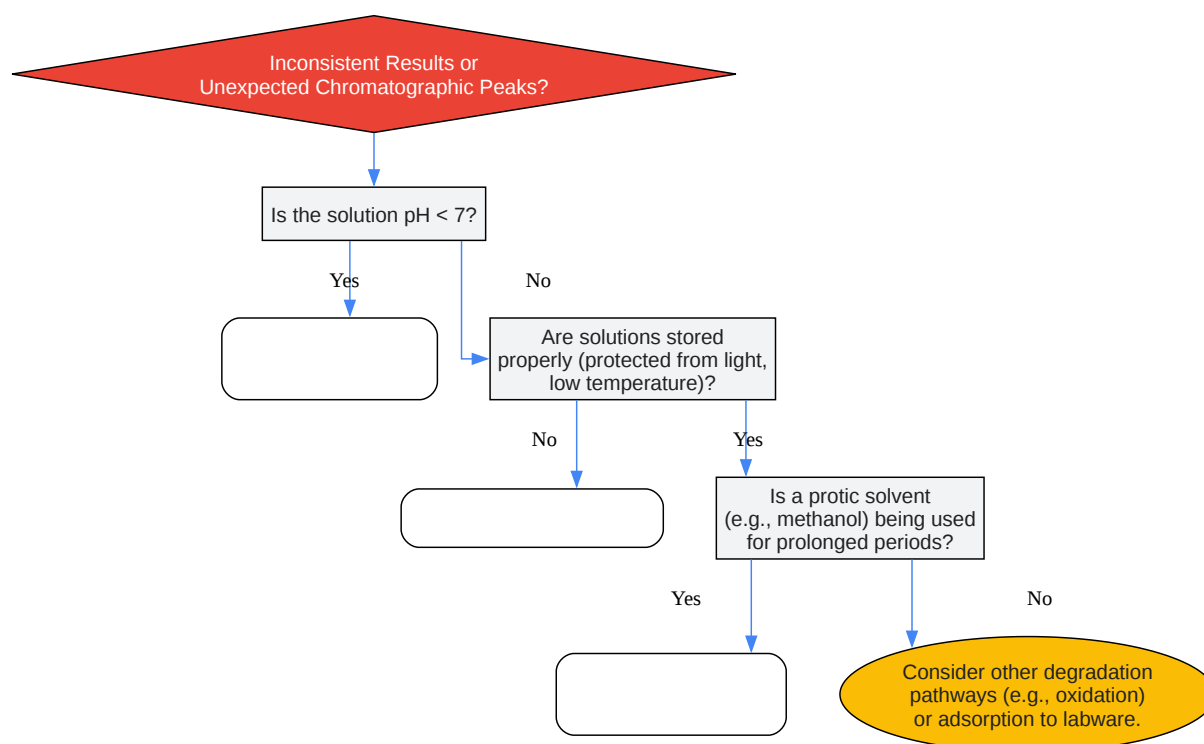 Inconsistent Results or
Unexpected Chromatographic Peaks?
Is the solution pH < 7?
Yes
No
Are solutions stored
properly (protected from light,
low temperature)?
No
Yes
Is a protic solvent
(e.g., methanol) being used
for prolonged periods?
Yes
No
Consider other degradation
pathways (e.g., oxidation)
or adsorption to labware.